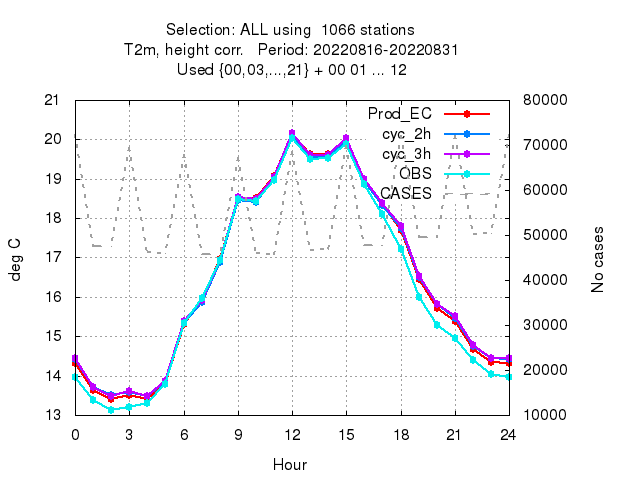 Selection: ALL using  1066 stations
T2m, height corr.   Period: 20220816-20220831
Used {00,03,...,21} + 00 01 ... 12
Prod_EC
cyc_2h
cyc_3h
OBS
CASES
deg C
21
20
19
18
17
16
15
14
13
80000
70000
60000
50000
40000
30000
20000
10000
No cases
0 3 6 9 12 15 18 21 24
Hour